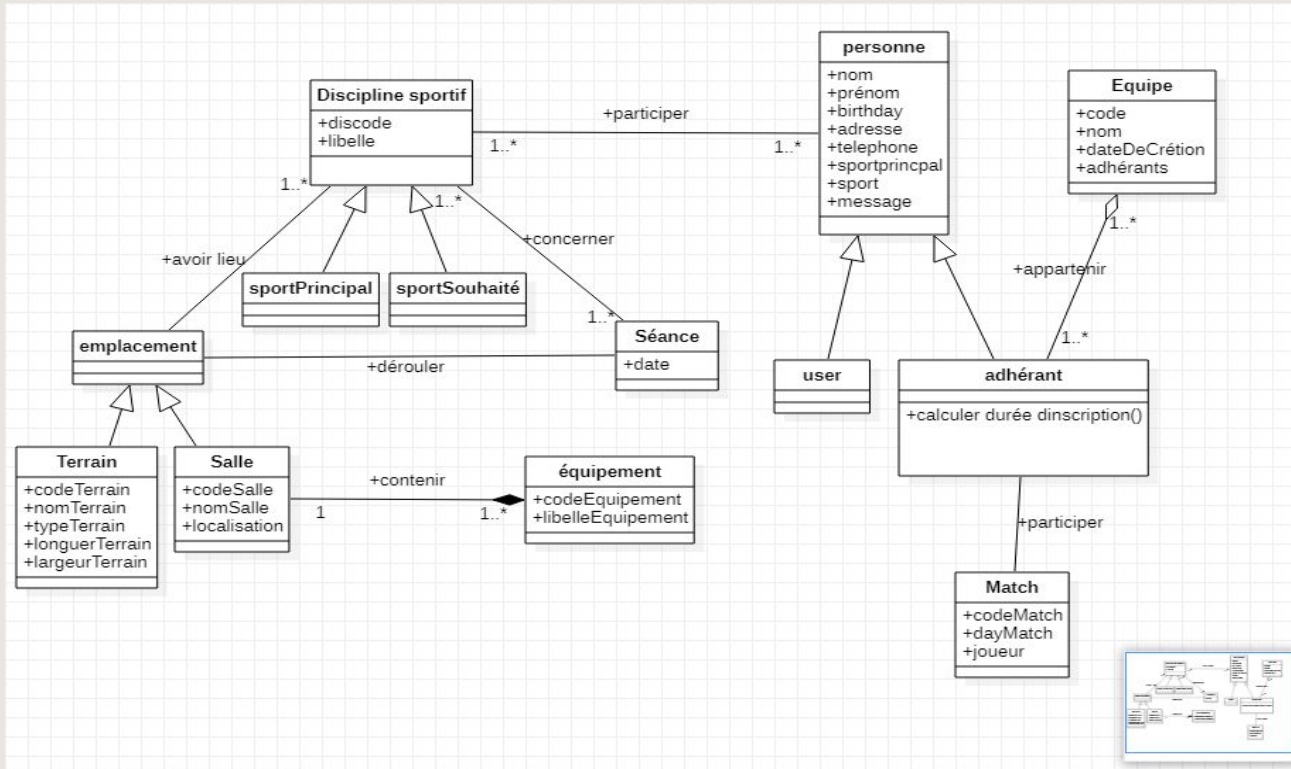 personne
+nom
+prénom
+birthday
+adresse
+telephone
+sportprincpal
+sport
+message
Equipe
+code
+nom
+dateDeCrétion
+adhérants
Discipline sportif
+discode
+libelle
+participer
1..*
1..*
1..*
1..*
1..*
+avoir lieu
+concerner
+appartenir
sportPrincipal
sportSouhaité
1..*
Séance
+date
1..*
emplacement
+dérouler
user
adhérant
+calculer durée dinscription()
Terrain
+codeTerrain
+nomTerrain
+typeTerrain
+longuerTerrain
+largeurTerrain
Salle
+codeSalle
+nomSalle
+localisation
+contenir
1
1..*
équipement
+codeEquipement
+libelleEquipement
+participer
Match
+codeMatch
+dayMatch
+joueur